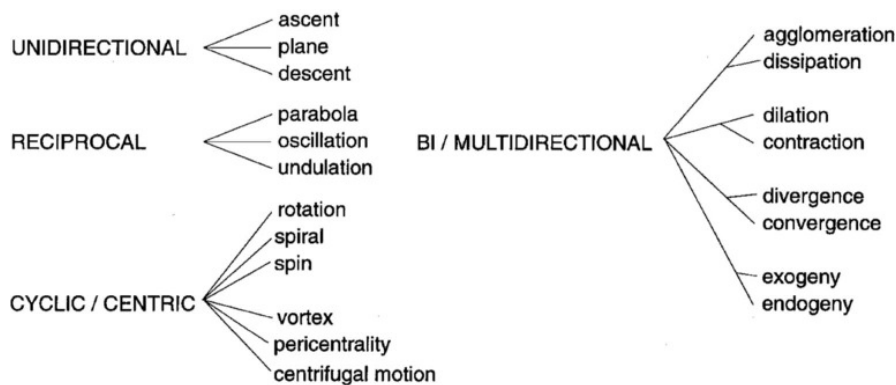 UNIDIRECTIONAL
ascent
plane
descent
RECIPROCAL
parabola
oscillation
undulation
CYCLIC / CENTRIC
rotation
spiral
spin
vortex
pericentrality
centrifugal motion
BI / MULTIDIRECTIONAL
agglomeration
dissipation
dilation
contraction
divergence
convergence
exogeny
endogeny